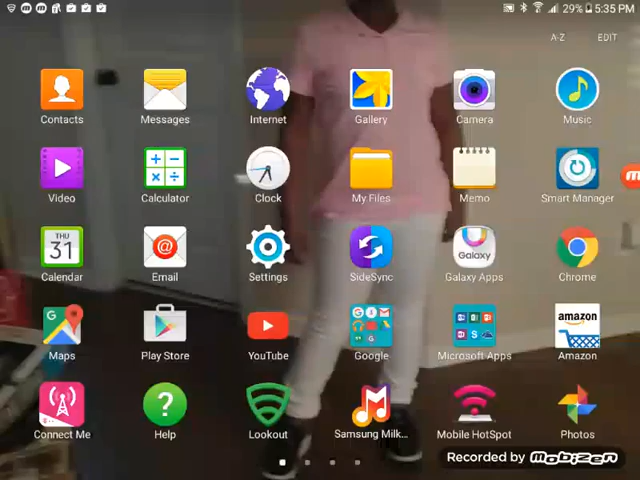 29% 5:35 PM
A-Z EDIT
Contacts Messages Internet Gallery Camera Music
Video Calculator Clock My Files Memo Smart Manager
THU
31
Galaxy
Calendar Email Settings SideSync Galaxy Apps Chrome
amazon
Maps Play Store YouTube Google Microsoft Apps Amazon
Connect Me Help Lookout Samsung Milk... Mobile HotSpot Photos
Recorded by Mobizen